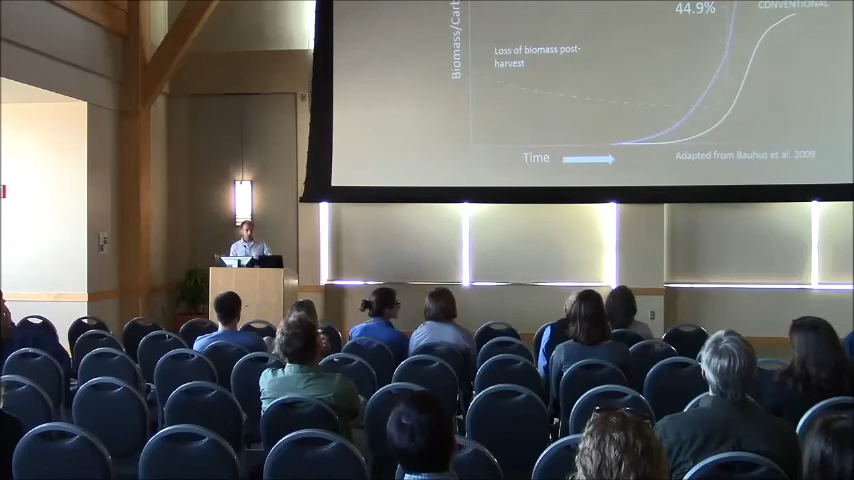 44.9%
CONVENTIONAL
Biomass/Carb
Loss of biomass post-
harvest
Time
Adapted from Bauhus et al. 2009